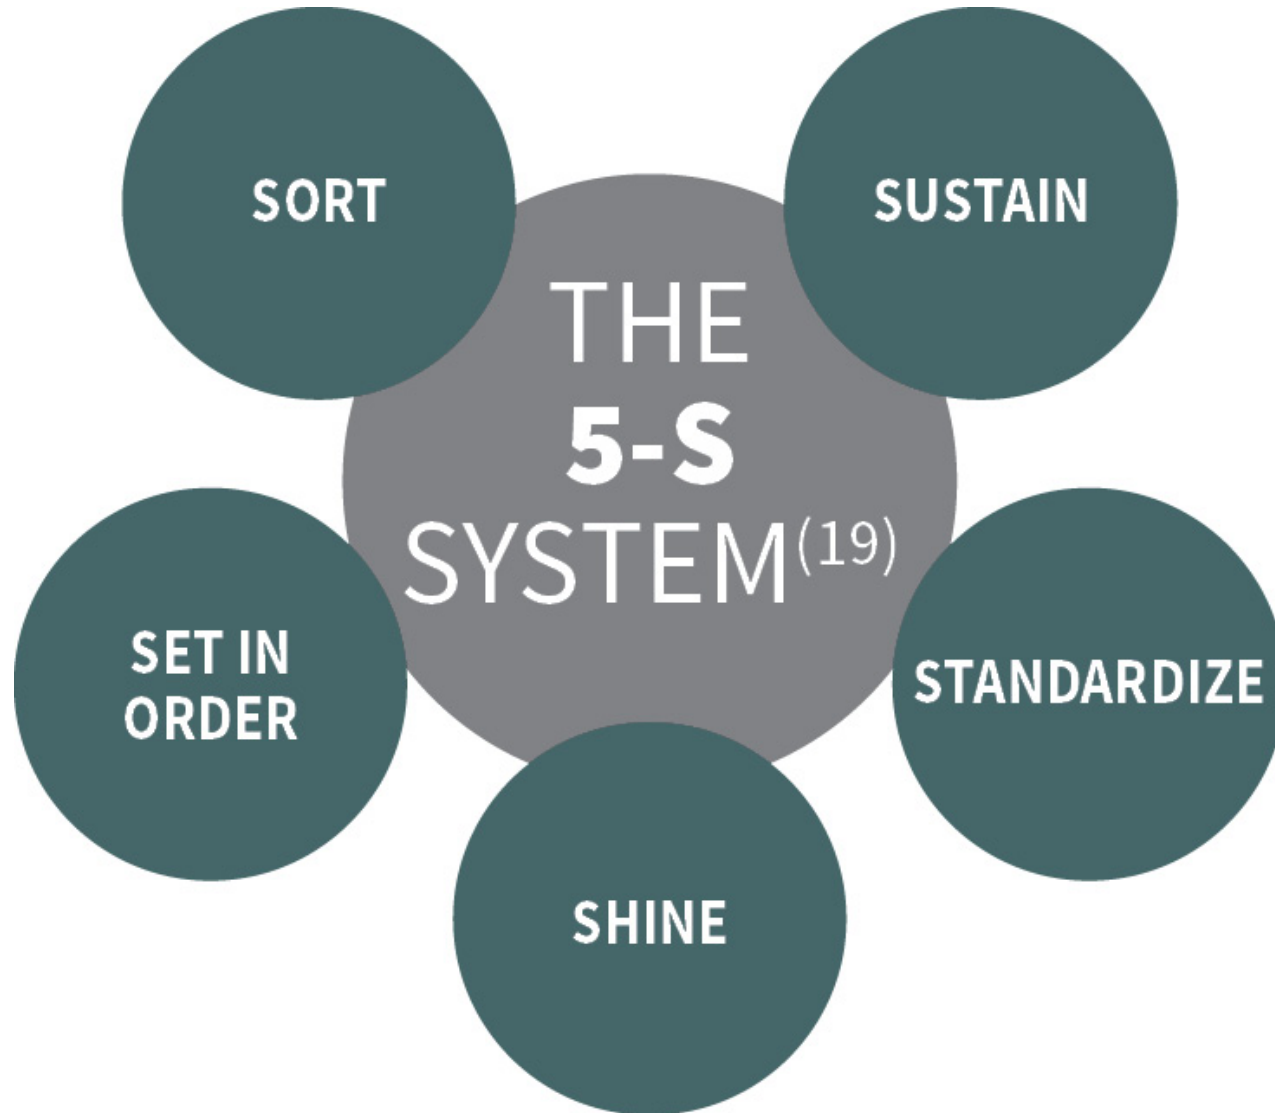 THE
5-S
SYSTEM(19)
SORT
SET IN
ORDER
SHINE
STANDARDIZE
SUSTAIN